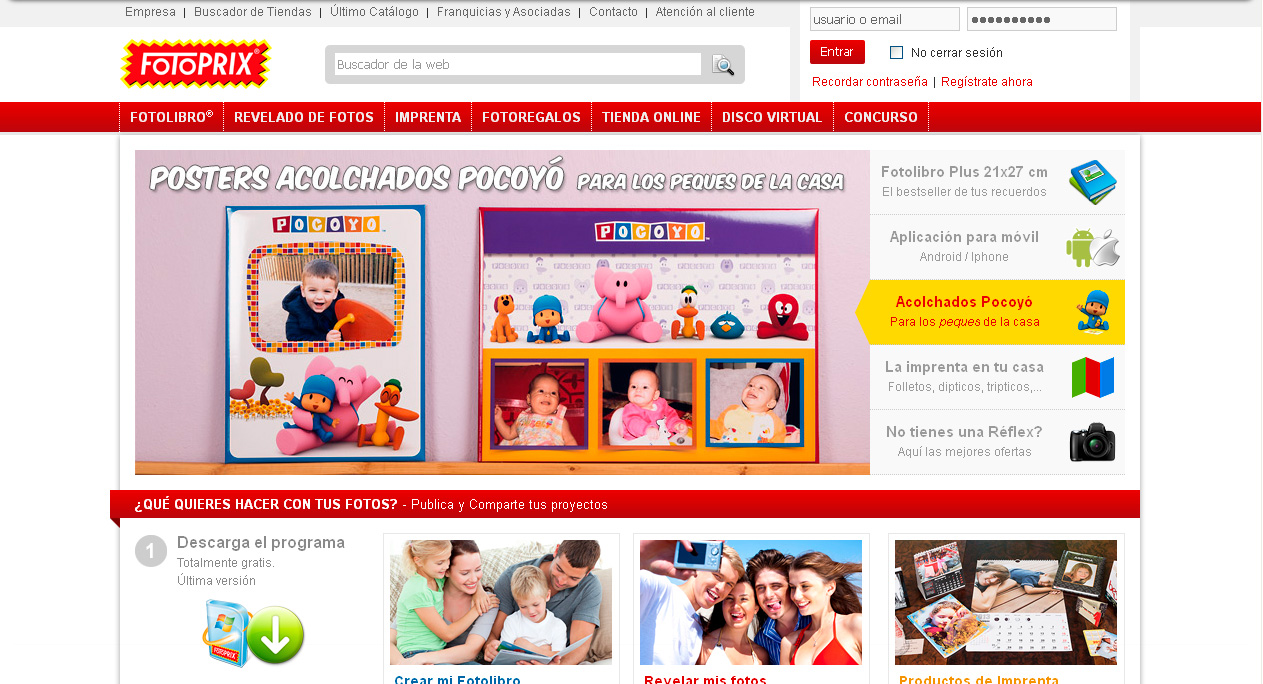 Empresa | Buscador de Tiendas | Último Catálogo | Franquicias y Asociadas | Contacto | Atención al cliente
usuario o email ●●●●●●●●●●
Entrar No cerrar sesión
Recordar contraseña | Regístrate ahora
FOTOPRIX®
Buscador de la web
FOTOLIBRO® REVELADO DE FOTOS IMPRENTA FOTOREGALOS TIENDA ONLINE DISCO VIRTUAL CONCURSO
POSTERS ACOLCHADOS POCOYÓ PARA LOS PEQUES DE LA CASA
POCOYO™
POCOYO™
Fotolibro Plus 21x27 cm
El bestseller de tus recuerdos
Aplicación para móvil
Android / Iphone
Acolchados Pocoyó
Para los peques de la casa
La imprenta en tu casa
Folletos, dipticos, tripticos,...
No tienes una Réflex?
Aquí las mejores ofertas
¿QUÉ QUIERES HACER CON TUS FOTOS? - Publica y Comparte tus proyectos
1 Descarga el programa
Totalmente gratis.
Última versión
FOTOPRIX
Crear mi Fotolibro
Revelar mis fotos
Productos de Imprenta